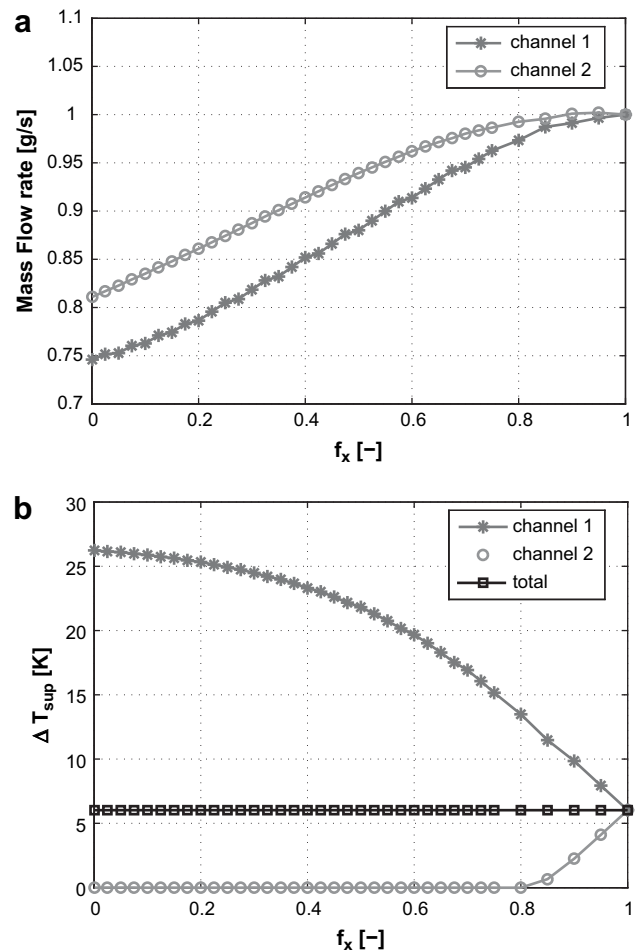 a
1.1
1.05
1
0.95
0.9
0.85
0.8
0.75
0.7
Mass Flow rate [g/s]
channel 1
channel 2
0 0.2 0.4 0.6 0.8 1
fx [−]
b
30
25
20
15
10
5
0
Δ Tsup [K]
channel 1
channel 2
total
0 0.2 0.4 0.6 0.8 1
fx [−]